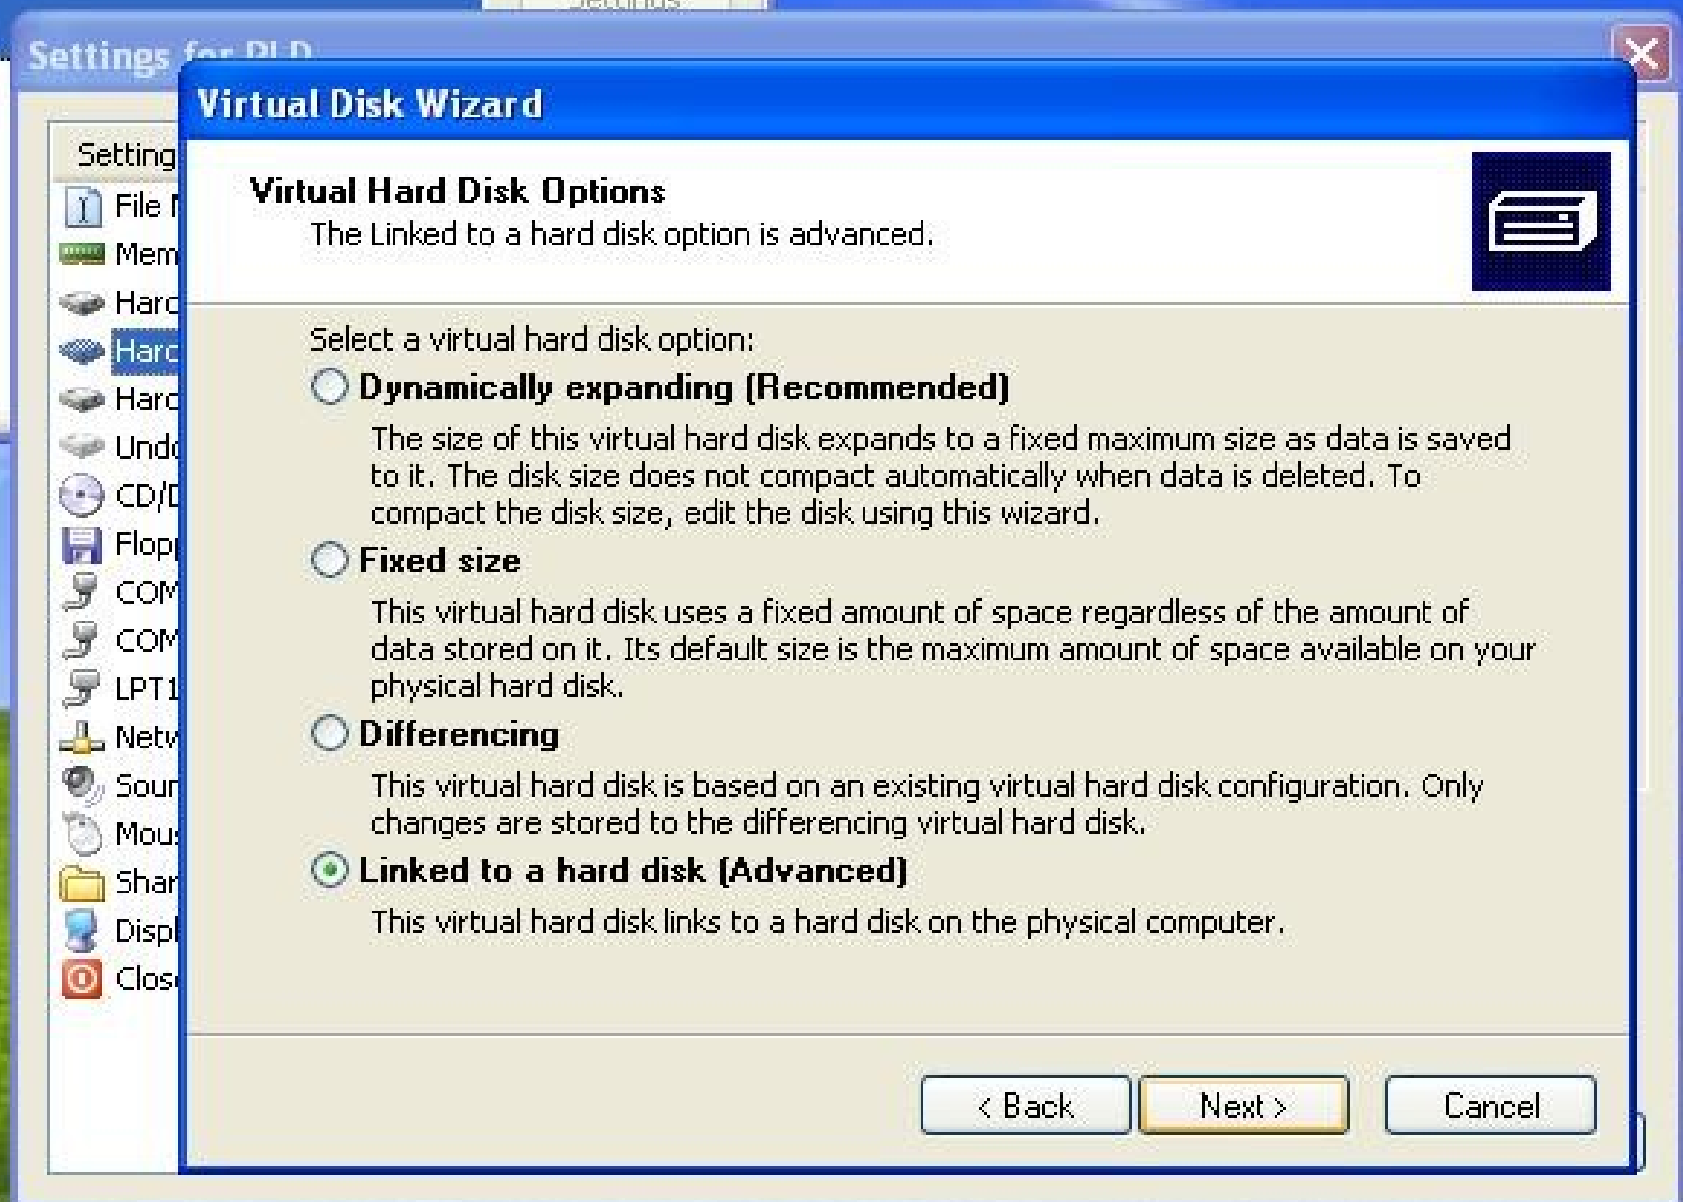 Settings
Settings for PLD
Virtual Disk Wizard
Setting
File
Mem
Hard
Hard
Hard
Undo
CD/D
Flopp
COM
COM
LPT1
Netw
Soun
Mous
Shar
Displ
Close
Virtual Hard Disk Options
The Linked to a hard disk option is advanced.
Select a virtual hard disk option:
Dynamically expanding (Recommended)
The size of this virtual hard disk expands to a fixed maximum size as data is saved
to it. The disk size does not compact automatically when data is deleted. To
compact the disk size, edit the disk using this wizard.
Fixed size
This virtual hard disk uses a fixed amount of space regardless of the amount of
data stored on it. Its default size is the maximum amount of space available on your
physical hard disk.
Differencing
This virtual hard disk is based on an existing virtual hard disk configuration. Only
changes are stored to the differencing virtual hard disk.
Linked to a hard disk (Advanced)
This virtual hard disk links to a hard disk on the physical computer.
< Back
Next >
Cancel